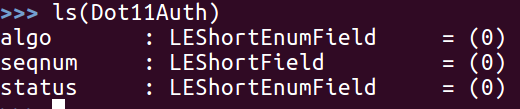 >>> ls(Dot11Auth)
algo       : LEShortEnumField     = (0)
seqnum     : LEShortField         = (0)
status     : LEShortEnumField     = (0)